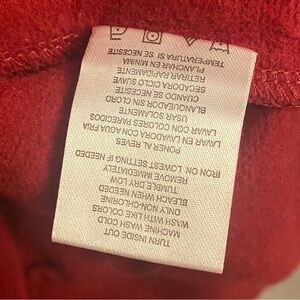 TURN INSIDE OUT
MACHINE WASH COLD
WASH WITH LIKE COLORS
ONLY NON-CHLORINE
BLEACH WHEN NEEDED
TUMBLE DRY LOW
REMOVE IMMEDIATELY
IRON ON LOWEST SETTING IF NEEDED
PONER AL REVES
LAVAR CON LAVADORA CON AGUA FRIA
LAVAR CON COLORES PARECIDOS
USAR SOLAMENTE
BLANQUEADOR SIN CLORO
CUANDO SE NECESITE
SECADORA CICLO SUAVE
RETIRAR RAPIDAMENTE
PLANCHAR EN MINIMA
TEMPERATURA SI SE NECESITE